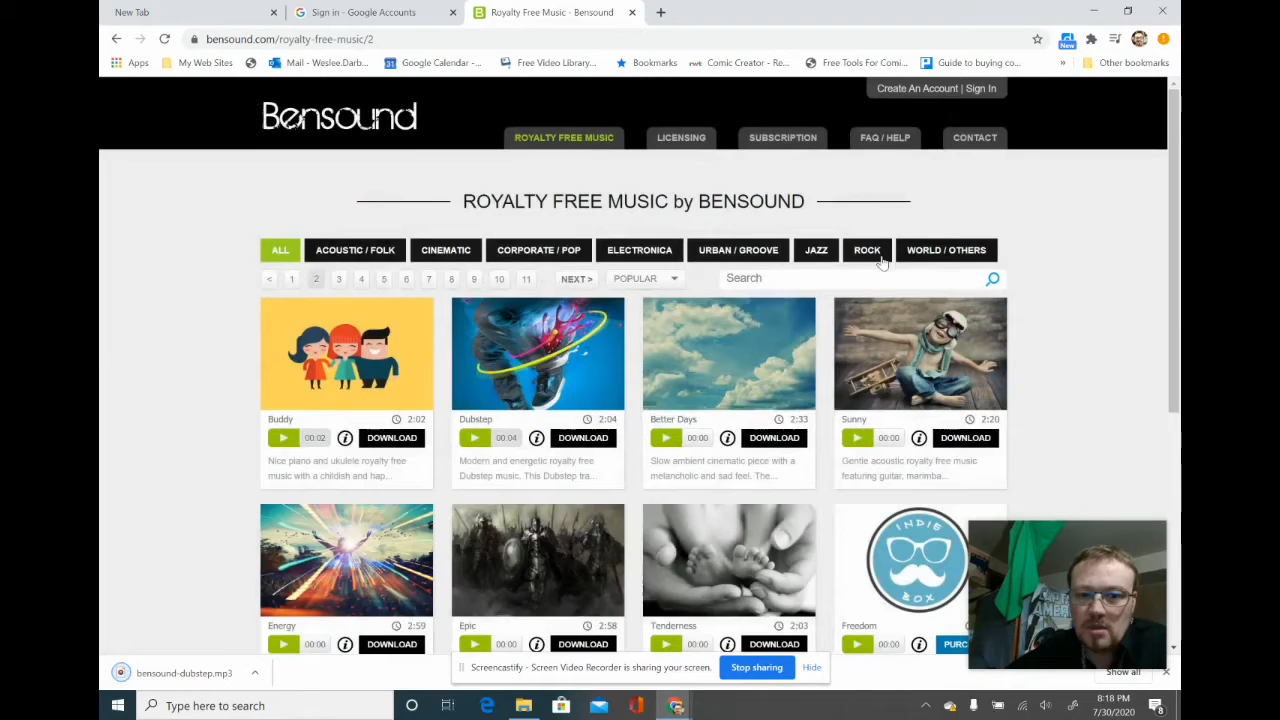 New Tab
Sign in - Google Accounts
Royalty Free Music - Bensound
bensound.com/royalty-free-music/2
New
Apps
My Web Sites
Mail - Weslee.Darb...
Google Calendar -...
Free Video Library...
Bookmarks
Comic Creator - Re...
Free Tools For Comi...
Guide to buying co...
Other bookmarks
Create An Account | Sign In
Bensound
ROYALTY FREE MUSIC
LICENSING
SUBSCRIPTION
FAQ / HELP
CONTACT
ROYALTY FREE MUSIC by BENSOUND
ALL
ACOUSTIC / FOLK
CINEMATIC
CORPORATE / POP
ELECTRONICA
URBAN / GROOVE
JAZZ
ROCK
WORLD / OTHERS
< 1 2 3 4 5 6 7 8 9 10 11 NEXT >
POPULAR
Search
Buddy 2:02
00:02 DOWNLOAD
Nice piano and ukulele royalty free
music with a childish and hap...
Dubstep 2:04
00:04 DOWNLOAD
Modern and energetic royalty free
Dubstep music. This Dubstep tra...
Better Days 2:33
00:00 DOWNLOAD
Slow ambient cinematic piece with a
melancholic and sad feel. The...
Sunny 2:20
00:00 DOWNLOAD
Gentle acoustic royalty free music
featuring guitar, marimba...
INDIE
BOX
Energy 2:59
00:00 DOWNLOAD
Epic 2:58
00:00 DOWNLOAD
Tenderness 2:03
00:00 DOWNLOAD
Freedom
00:00 PURC
bensound-dubstep.mp3
Screencastify - Screen Video Recorder is sharing your screen.
Stop sharing
Hide
Show all
Type here to search
8:18 PM
7/30/2020
8